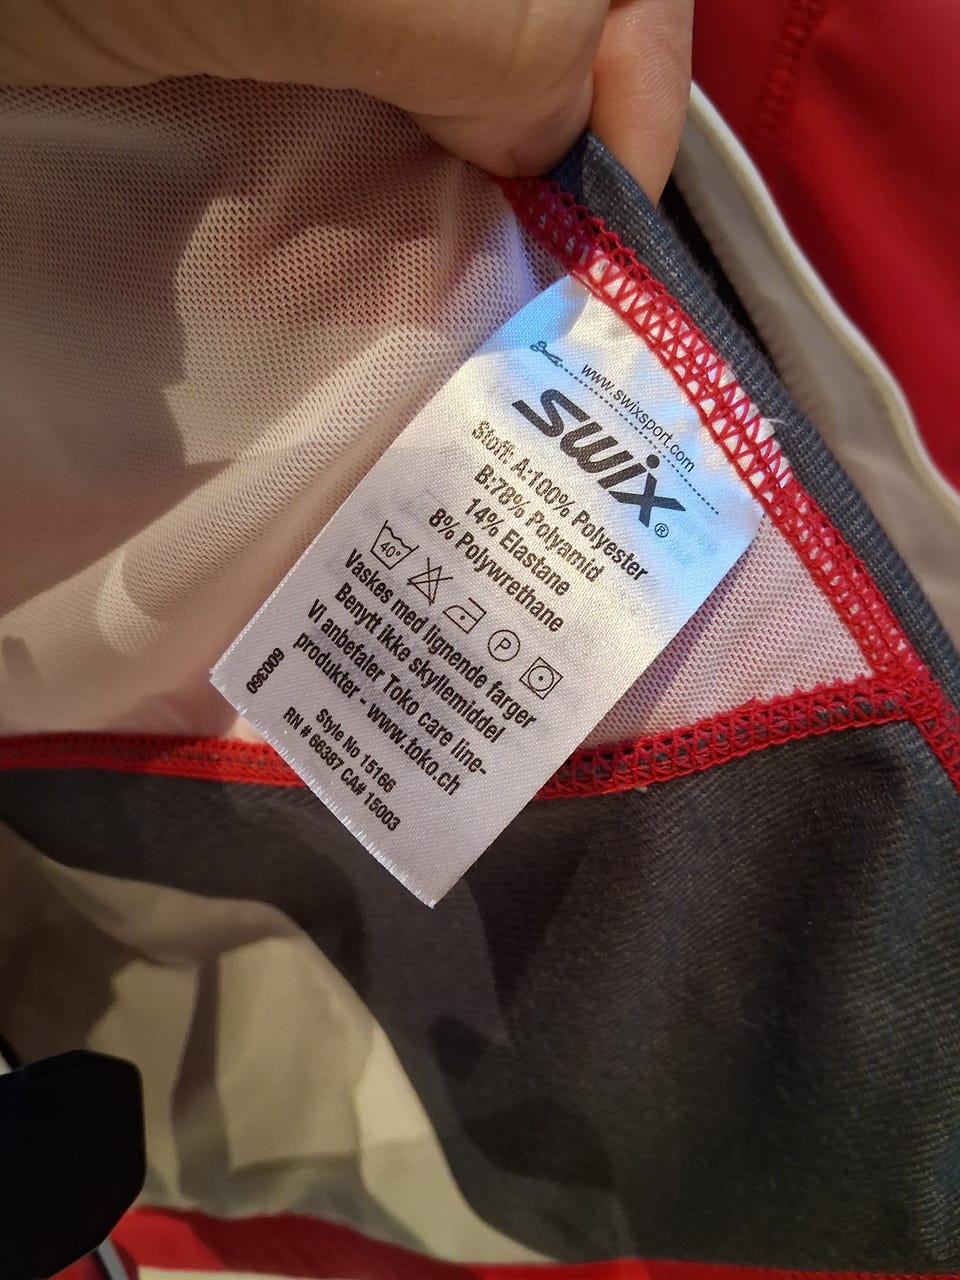 www.swixsport.com
swix®
Stoff: A:100% Polyester
B:78% Polyamid
14% Elastane
8% Polywrethane
40°
P
Vaskes med lignende farger
Benytt ikke skyllemiddel
Vi anbefaler Toko care line-
produkter - www.toko.ch
Style No 15166
RN # 66387 CA# 15003